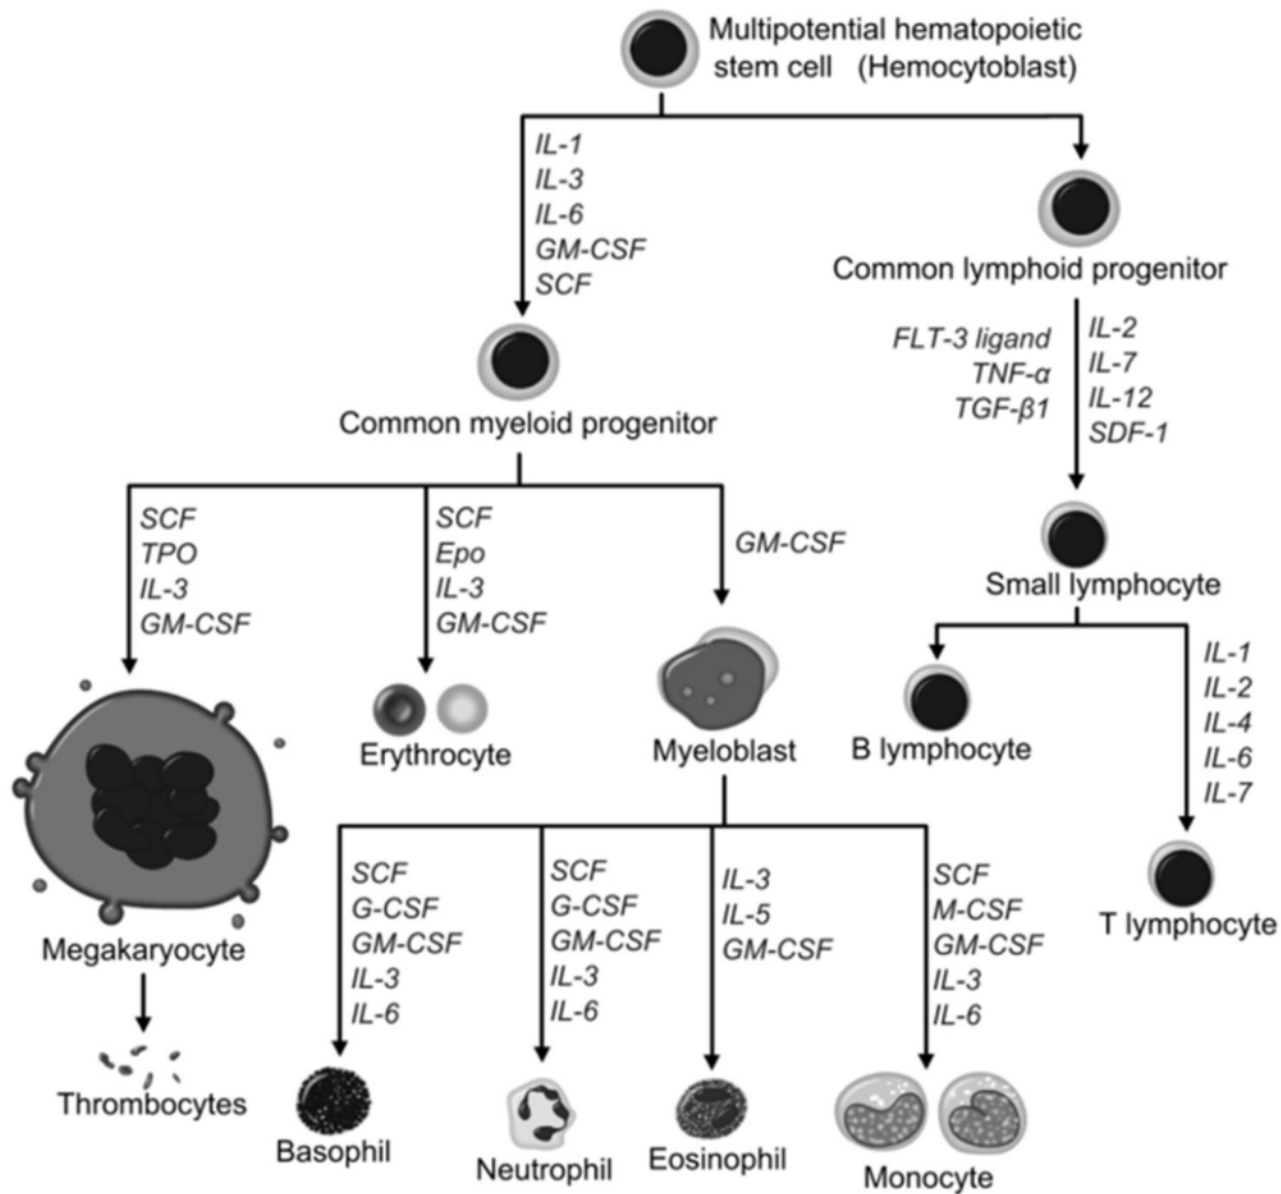 Multipotential hematopoietic
stem cell (Hemocytoblast)
IL-1
IL-3
IL-6
GM-CSF
SCF
Common lymphoid progenitor
Common myeloid progenitor
FLT-3 ligand
TNF-α
TGF-β1
IL-2
IL-7
IL-12
SDF-1
SCF
TPO
IL-3
GM-CSF
SCF
Epo
IL-3
GM-CSF
GM-CSF
Small lymphocyte
Erythrocyte
Myeloblast
B lymphocyte
IL-1
IL-2
IL-4
IL-6
IL-7
T lymphocyte
Megakaryocyte
Thrombocytes
SCF
G-CSF
GM-CSF
IL-3
IL-6
SCF
G-CSF
GM-CSF
IL-3
IL-6
IL-3
IL-5
GM-CSF
SCF
M-CSF
GM-CSF
IL-3
IL-6
Basophil
Neutrophil
Eosinophil
Monocyte